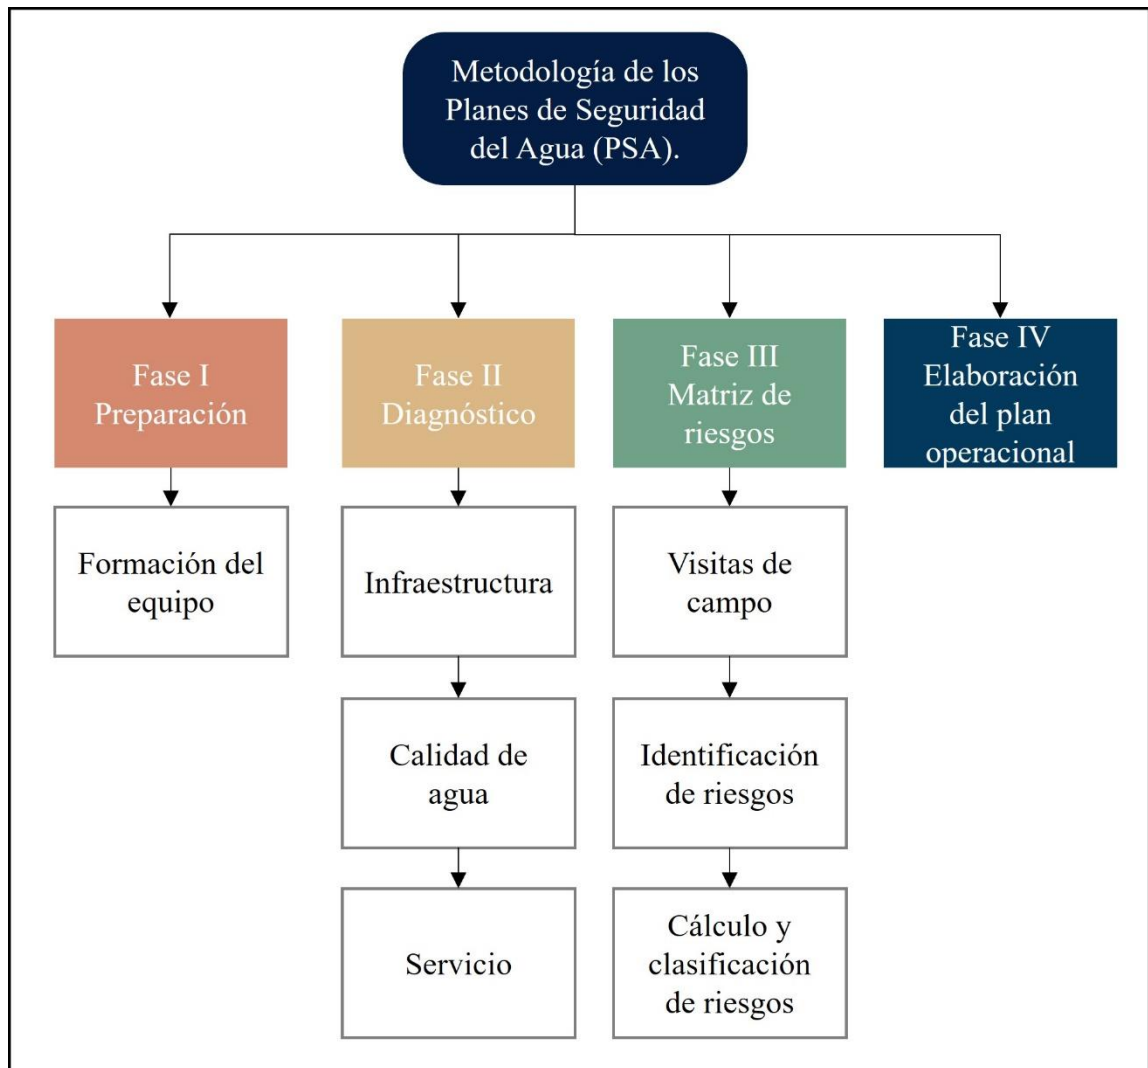 Metodología de los
Planes de Seguridad
del Agua (PSA).
Fase I
Preparación
Fase II
Diagnóstico
Fase III
Matriz de
riesgos
Fase IV
Elaboración
del plan
operacional
Formación del
equipo
Infraestructura
Visitas de
campo
Calidad de
agua
Identificación
de riesgos
Servicio
Cálculo y
clasificación
de riesgos